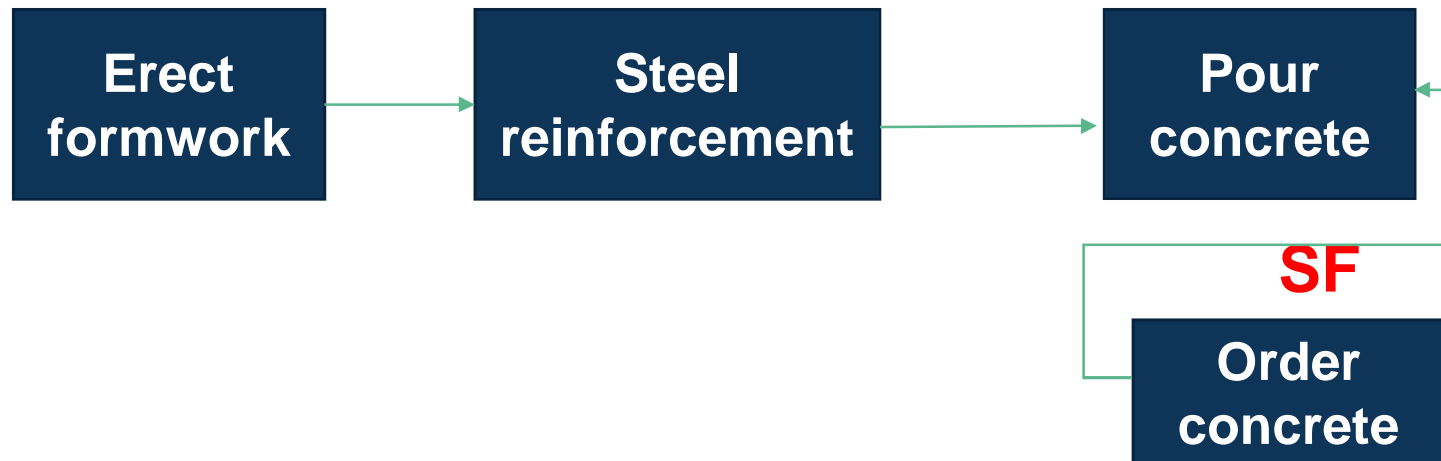 Erect
formwork
Steel
reinforcement
Pour
concrete
SF
Order
concrete